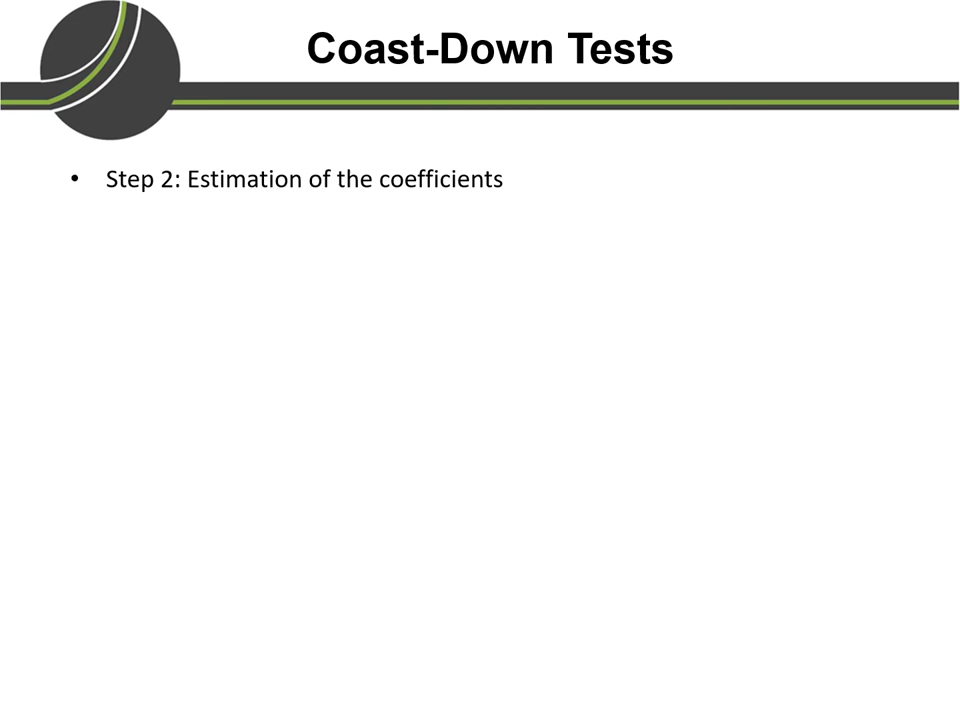 Coast-Down Tests
• Step 2: Estimation of the coefficients